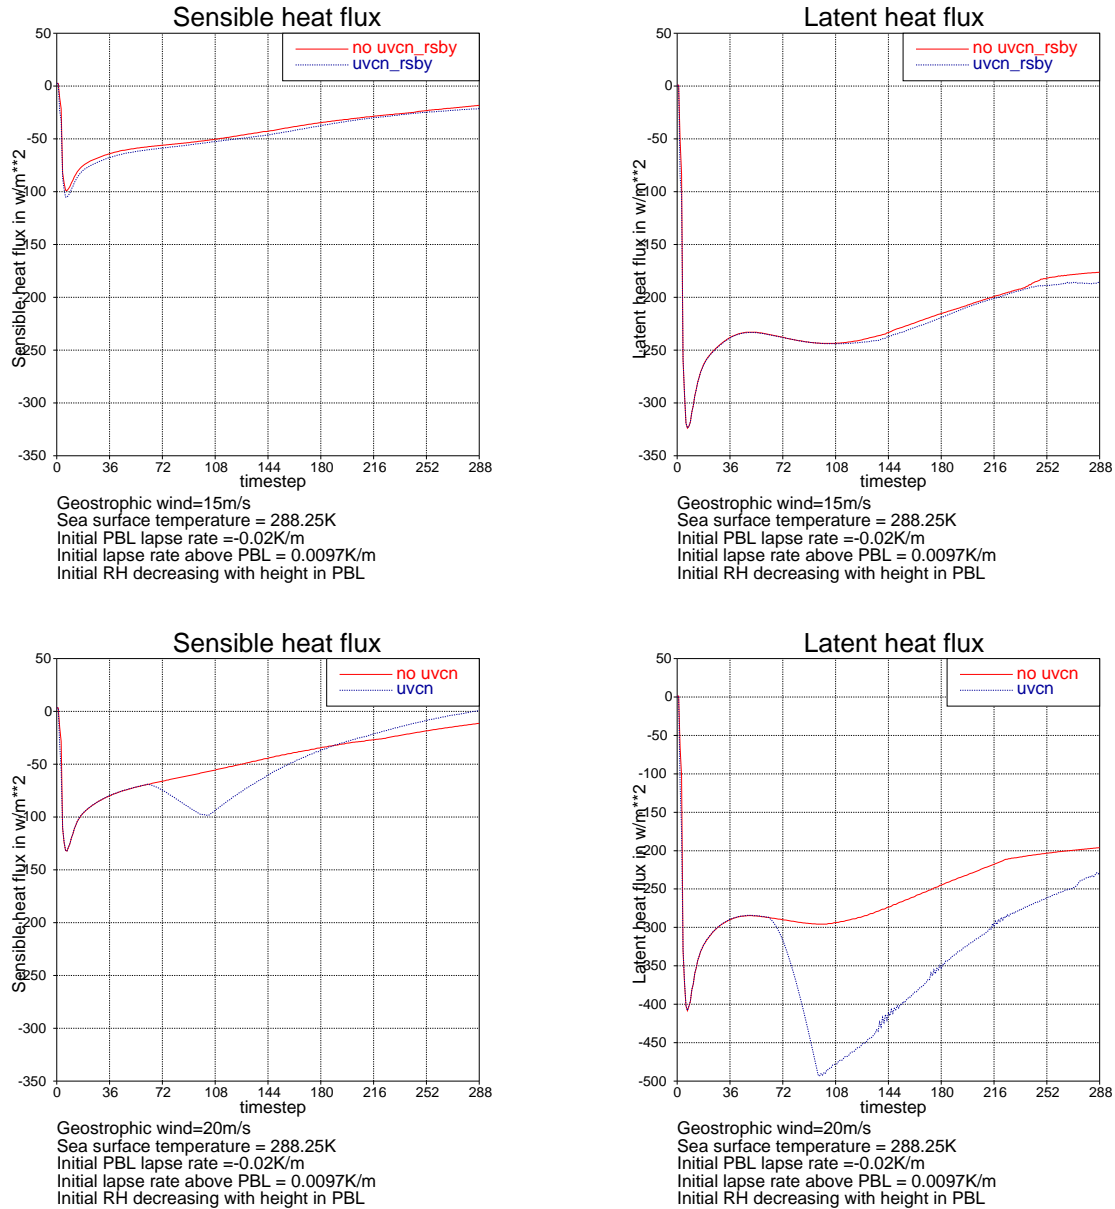 Sensible heat flux
50
0
-50
-100
-150
-200
-250
-300
-350
Sensible heat flux in w/m**2
no uvcn_rsby
uvcn_rsby
0 36 72 108 144 180 216 252 288
timestep
Geostrophic wind=15m/s
Sea surface temperature = 288.25K
Initial PBL lapse rate =-0.02K/m
Initial lapse rate above PBL = 0.0097K/m
Initial RH decreasing with height in PBL
Latent heat flux
50
0
-50
-100
-150
-200
-250
-300
-350
Latent heat flux in w/m**2
no uvcn_rsby
uvcn_rsby
0 36 72 108 144 180 216 252 288
timestep
Geostrophic wind=15m/s
Sea surface temperature = 288.25K
Initial PBL lapse rate =-0.02K/m
Initial lapse rate above PBL = 0.0097K/m
Initial RH decreasing with height in PBL
Sensible heat flux
50
0
-50
-100
-150
-200
-250
-300
-350
Sensible heat flux in w/m**2
no uvcn
uvcn
0 36 72 108 144 180 216 252 288
timestep
Geostrophic wind=20m/s
Sea surface temperature = 288.25K
Initial PBL lapse rate =-0.02K/m
Initial lapse rate above PBL = 0.0097K/m
Initial RH decreasing with height in PBL
Latent heat flux
50
0
-50
-100
-150
-200
-250
-300
-350
-400
-450
-500
Latent heat flux in w/m**2
no uvcn
uvcn
0 36 72 108 144 180 216 252 288
timestep
Geostrophic wind=20m/s
Sea surface temperature = 288.25K
Initial PBL lapse rate =-0.02K/m
Initial lapse rate above PBL = 0.0097K/m
Initial RH decreasing with height in PBL